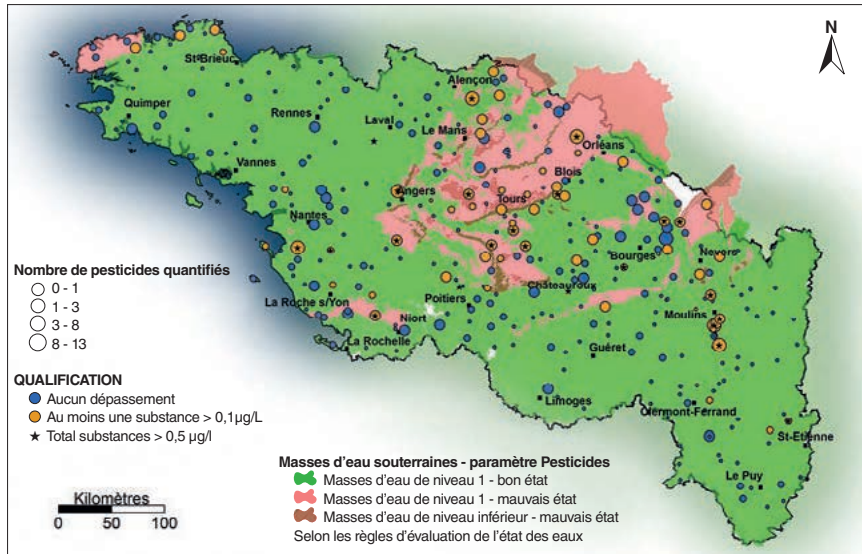 N
St-Brieuc
Alençon
Quimper
Rennes
Laval
Le Mans
Orléans
Vannes
Blois
Angers
Tours
Nantes
Bourges
Nevers
Nombre de pesticides quantifiés
0 - 1
1 - 3
3 - 8
8 - 13
La Roche s/Yon
Poitiers
Châteauroux
Niort
Moulins
La Rochelle
Guéret
QUALIFICATION
Aucun dépassement
Au moins une substance > 0,1µg/L
Total substances > 0,5 µg/l
Limoges
Clermont-Ferrand
St-Etienne
Le Puy
Masses d'eau souterraines - paramètre Pesticides
Masses d'eau de niveau 1 - bon état
Masses d'eau de niveau 1 - mauvais état
Masses d'eau de niveau inférieur - mauvais état
Selon les règles d'évaluation de l'état des eaux
Kilomètres
0 50 100